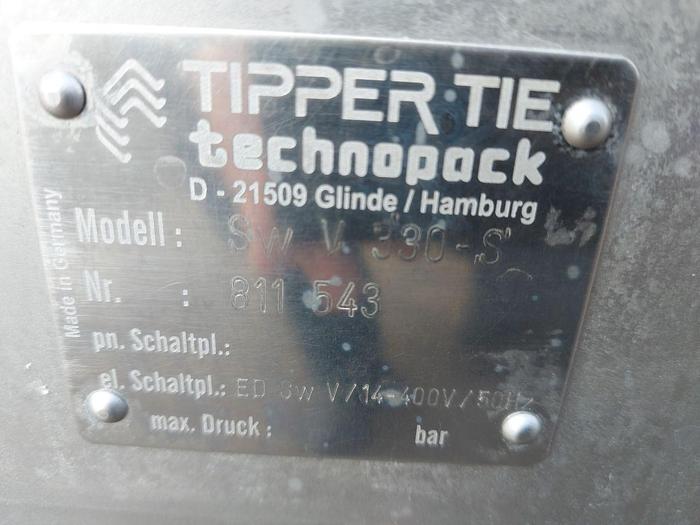 TIPPER TIE
technopack
D - 21509 Glinde / Hamburg
Made in Germany
Modell : SW V 330-S
Nr. : 811 543
pn. Schaltpl.:
el. Schaltpl.: ED SW V/14-400V/50HZ
max. Druck : bar